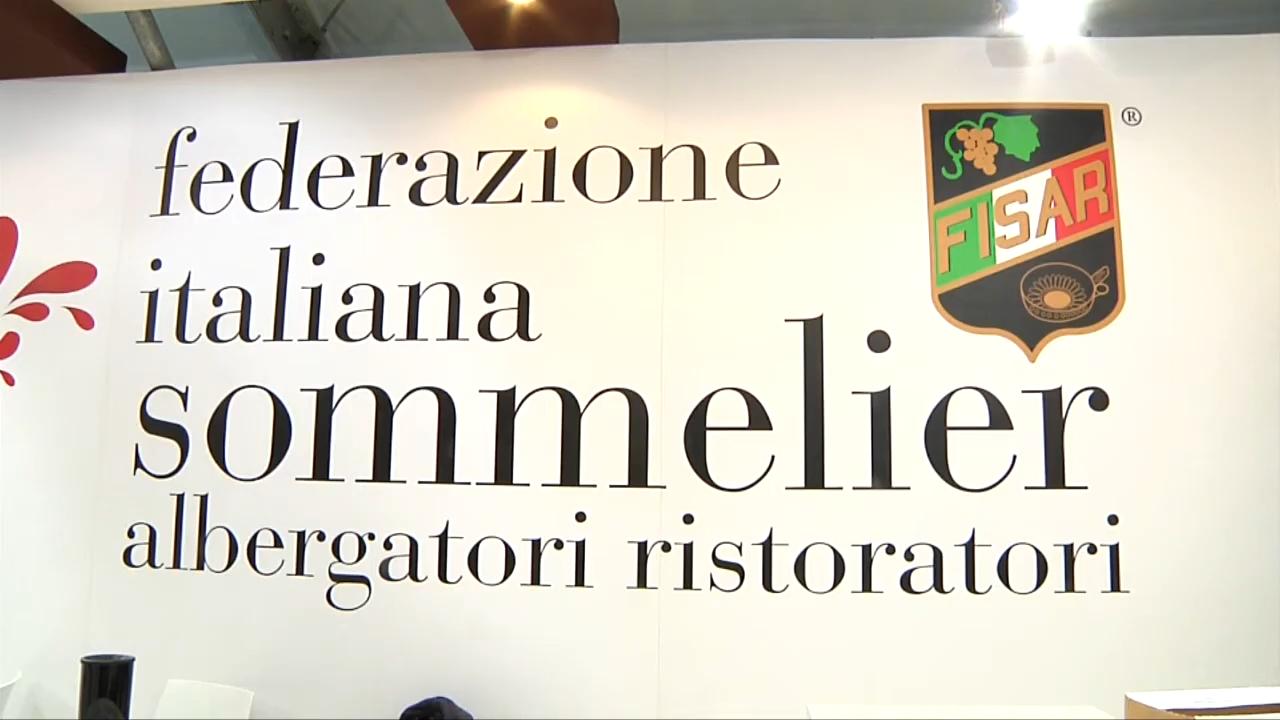 federazione
italiana
sommelier
albergatori ristoratori
FISAR
®